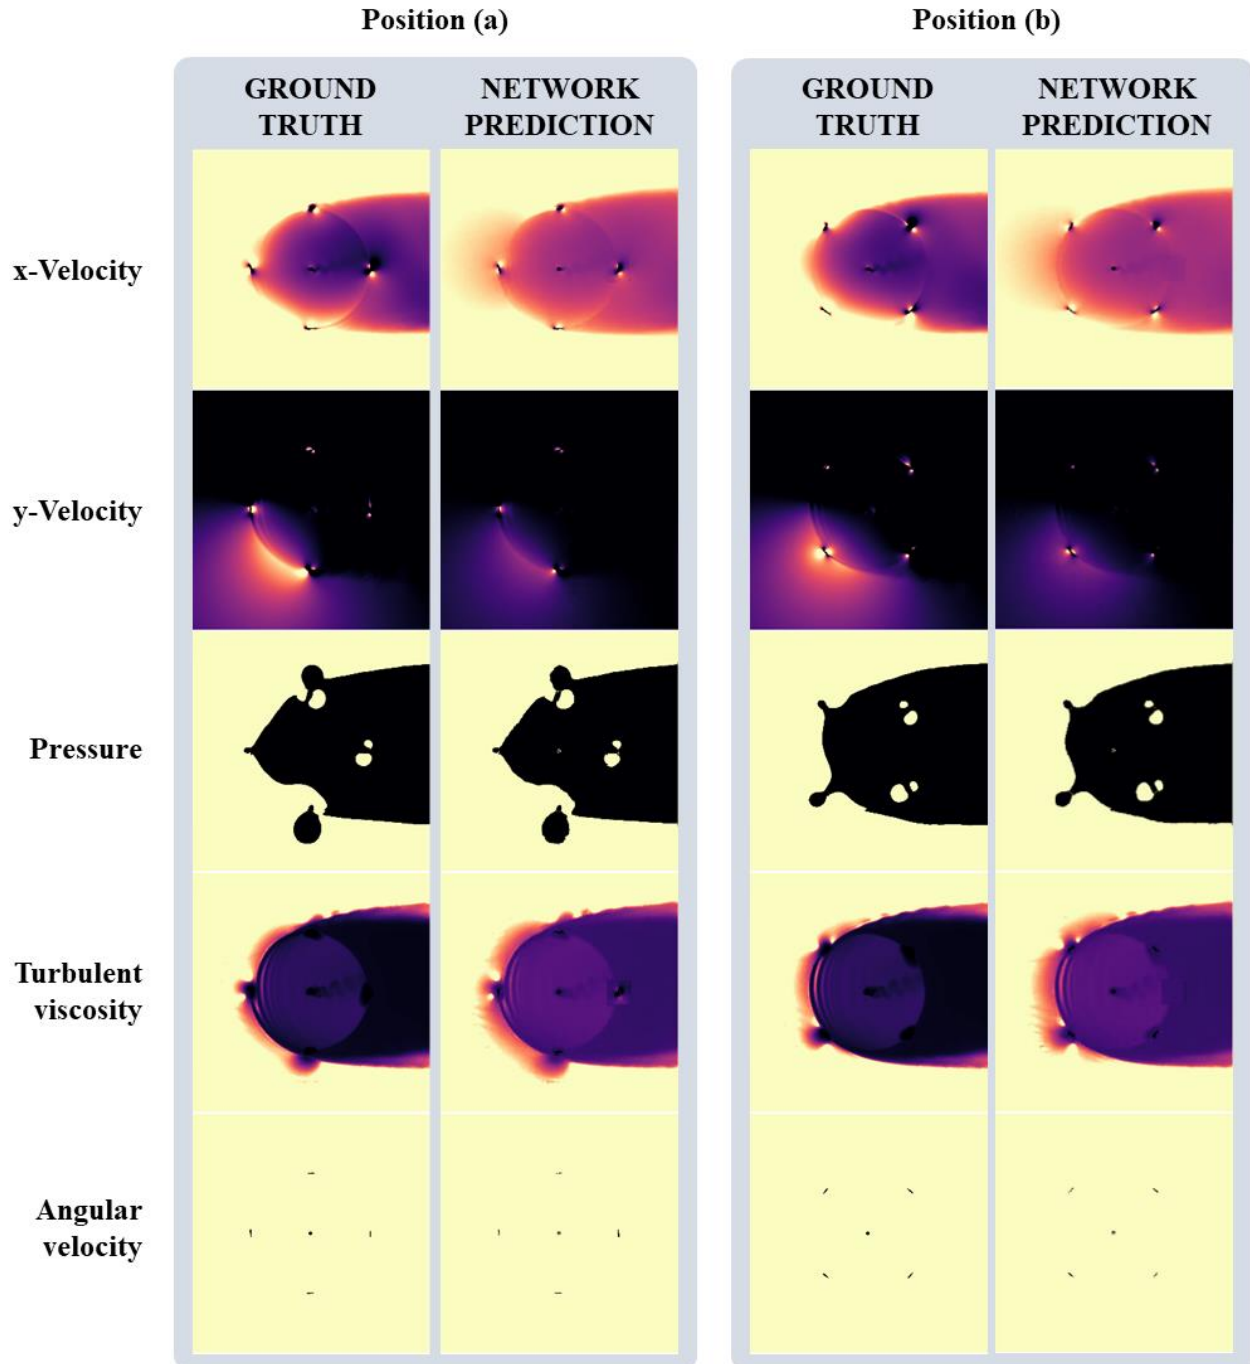 Position (a)
Position (b)
GROUND
TRUTH
NETWORK
PREDICTION
GROUND
TRUTH
NETWORK
PREDICTION
x-Velocity
y-Velocity
Pressure
Turbulent
viscosity
Angular
velocity